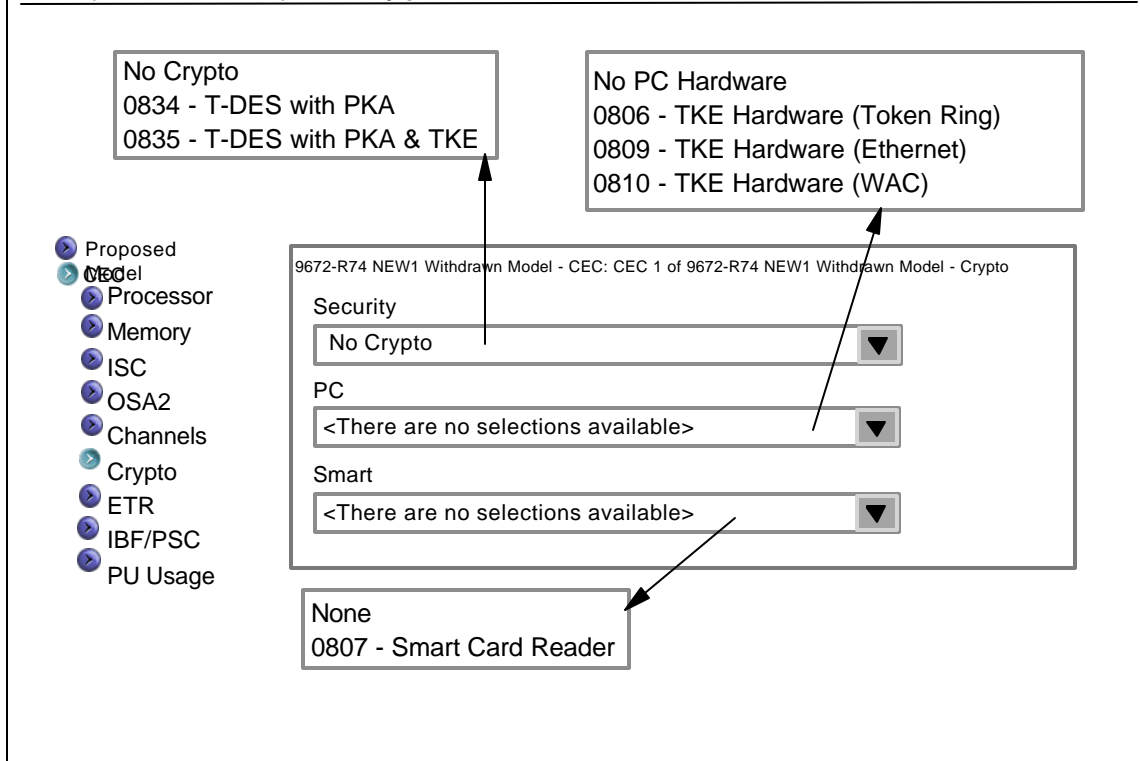 No Crypto
0834 - T-DES with PKA
0835 - T-DES with PKA & TKE
No PC Hardware
0806 - TKE Hardware (Token Ring)
0809 - TKE Hardware (Ethernet)
0810 - TKE Hardware (WAC)
Proposed
Model
CEC
Processor
Memory
ISC
OSA2
Channels
Crypto
ETR
IBF/PSC
PU Usage
9672-R74 NEW1 Withdrawn Model - CEC: CEC 1 of 9672-R74 NEW1 Withdrawn Model - Crypto
Security
No Crypto
PC
<There are no selections available>
Smart
<There are no selections available>
None
0807 - Smart Card Reader